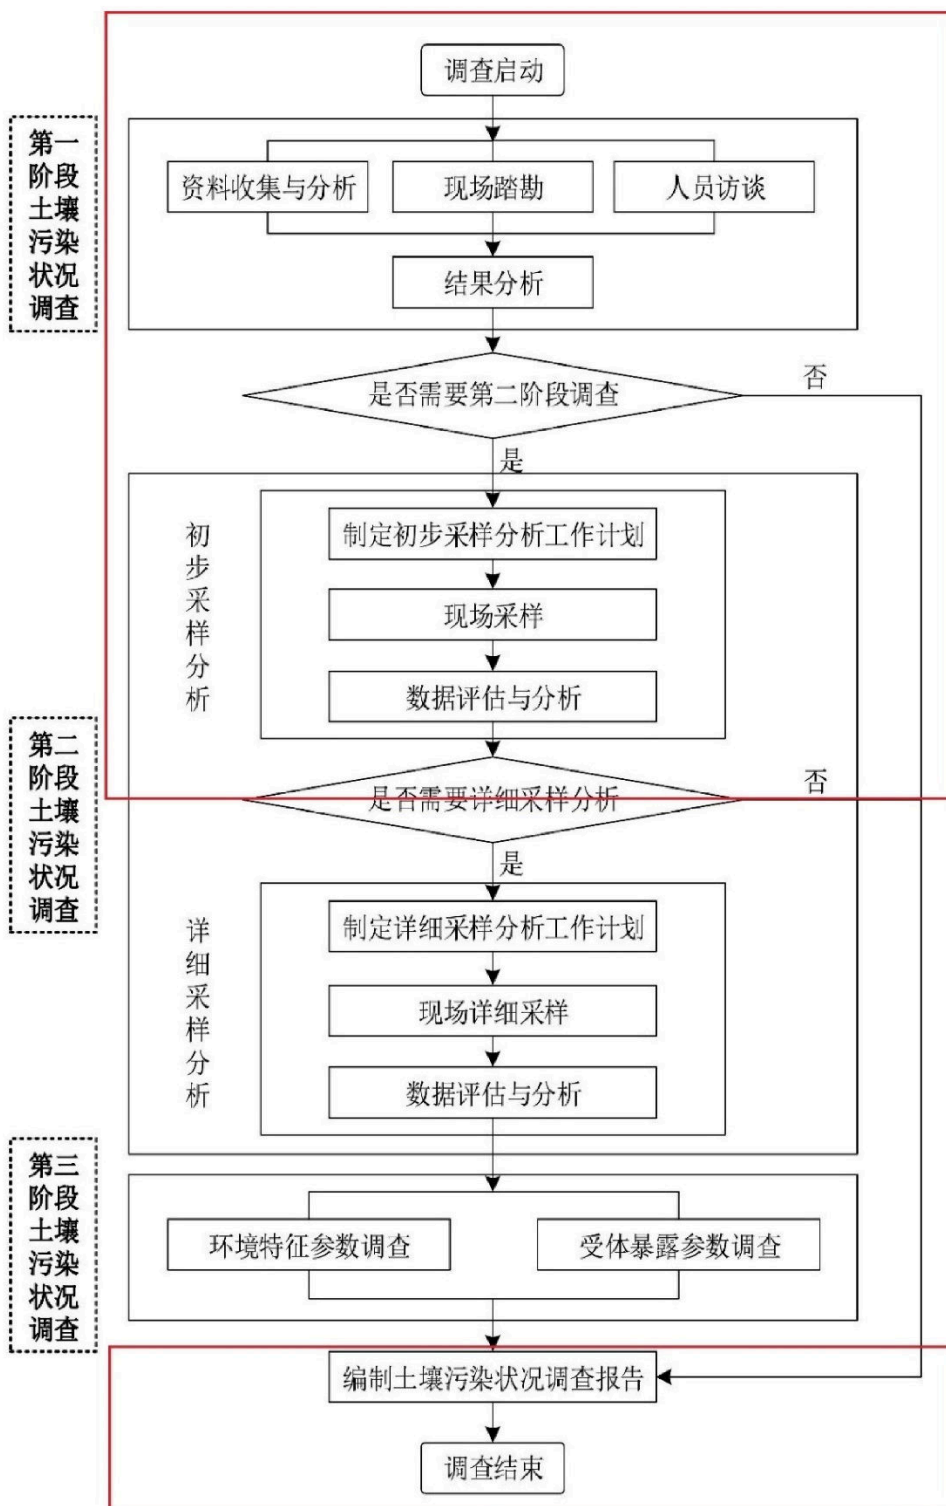 调查启动
第一
阶段
土壤
污染
状况
调查
资料收集与分析
现场踏勘
人员访谈
结果分析
是否需要第二阶段调查
否
是
初步采样分析
制定初步采样分析工作计划
现场采样
数据评估与分析
第二
阶段
土壤
污染
状况
调查
是否需要详细采样分析
否
是
详细采样分析
制定详细采样分析工作计划
现场详细采样
数据评估与分析
第三
阶段
土壤
污染
状况
调查
环境特征参数调查
受体暴露参数调查
编制土壤污染状况调查报告
调查结束